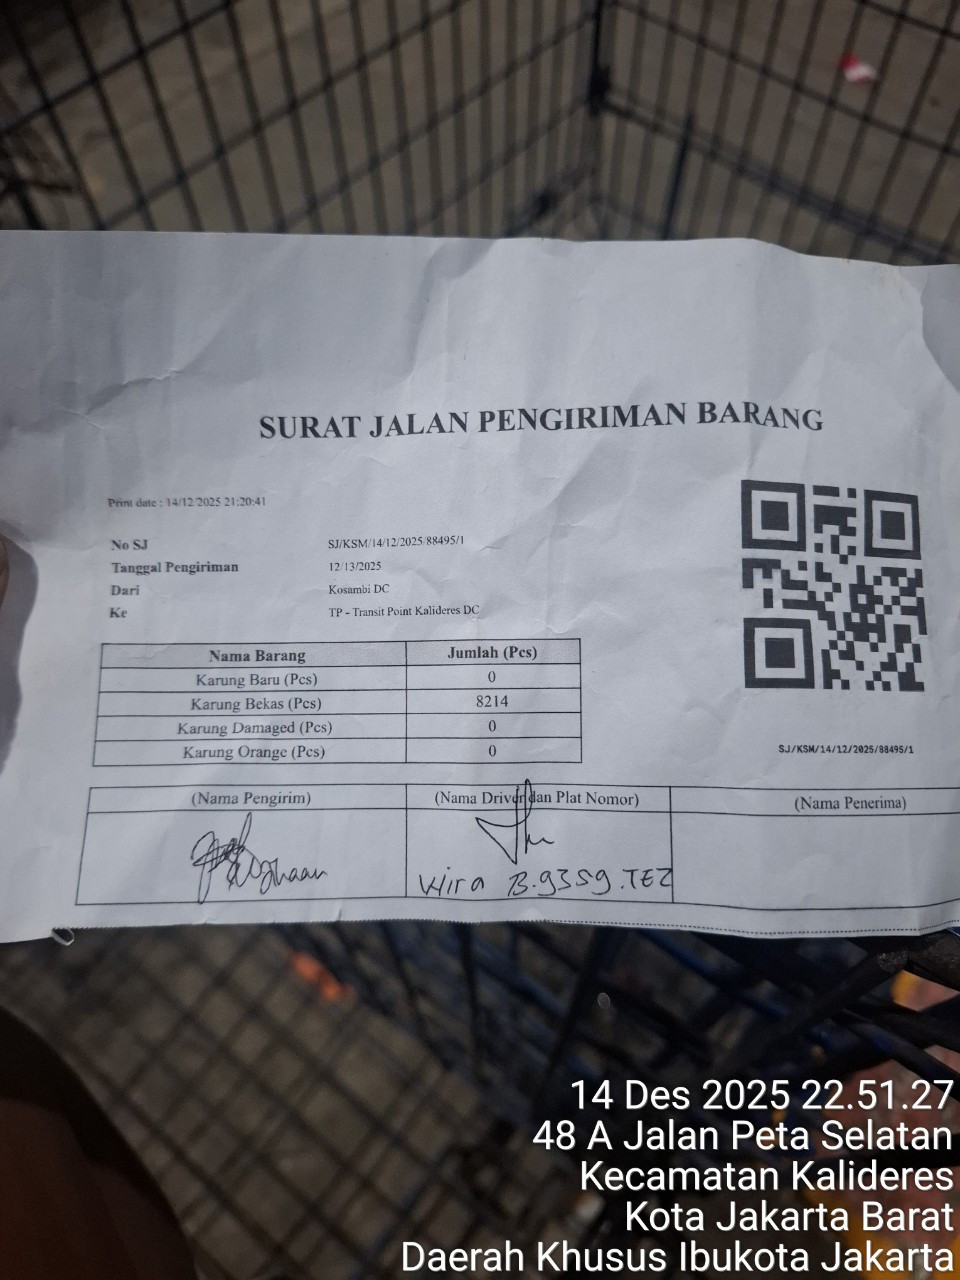 SURAT JALAN PENGIRIMAN BARANG
Print date : 14/12/2025 21:20:41
No SJ SJ/KSM/14/12/2025/88495/1
Tanggal Pengiriman 12/13/2025
Dari Kosambi DC
Ke TP - Transit Point Kalideres DC
Nama Barang Jumlah (Pcs)
Karung Baru (Pcs) 0
Karung Bekas (Pcs) 8214
Karung Damaged (Pcs) 0
Karung Orange (Pcs) 0
SJ/KSM/14/12/2025/88495/1
(Nama Pengirim) (Nama Driver dan Plat Nomor) (Nama Penerima)
Wira B.9359.TEZ
14 Des 2025 22.51.27
48 A Jalan Peta Selatan
Kecamatan Kalideres
Kota Jakarta Barat
Daerah Khusus Ibukota Jakarta